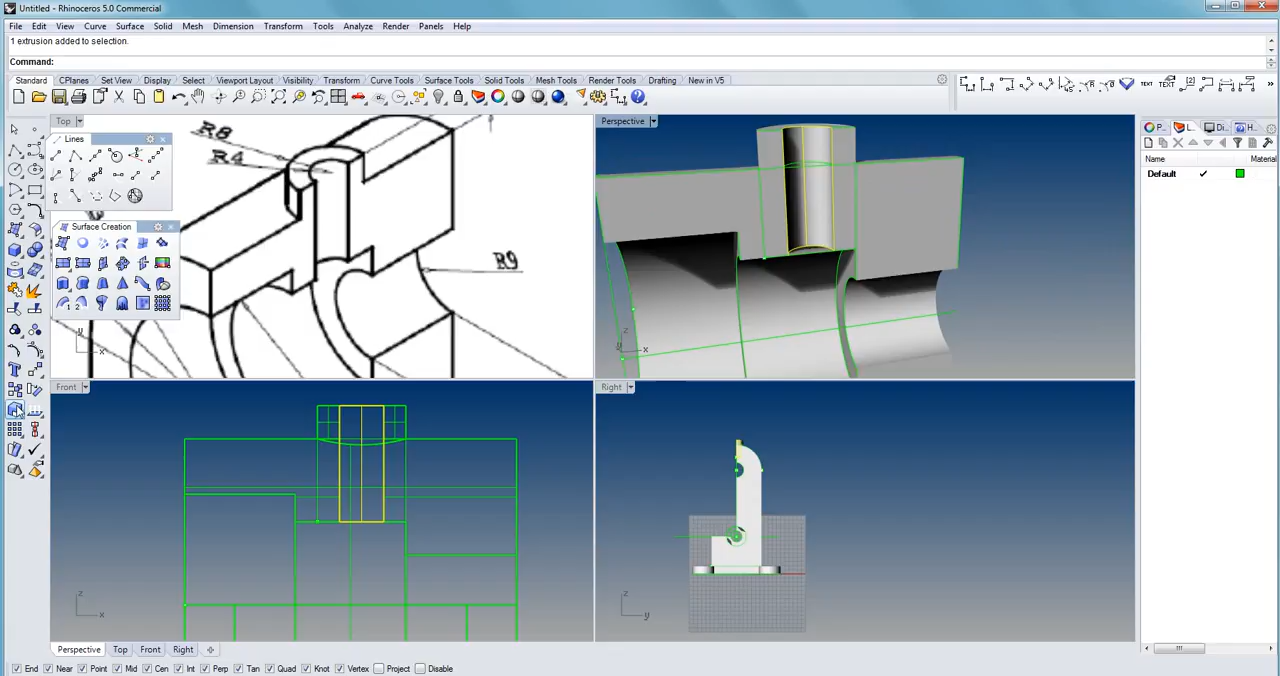 Untitled - Rhinoceros 5.0 Commercial
File Edit View Curve Surface Solid Mesh Dimension Transform Tools Analyze Render Panels Help
1 extrusion added to selection.
Command:
Standard CPlanes Set View Display Select Viewport Layout Visibility Transform Curve Tools Surface Tools Solid Tools Mesh Tools Render Tools Drafting New in V5
TEXT
Top
Perspective
P... L... Di... H...
Lines
Name Material
Default
R8
R4
Surface Creation
R9
y
x
z
y x
Front
Right
z
x
z
y
Perspective Top Front Right
End Near Point Mid Cen Int Perp Tan Quad Knot Vertex Project Disable